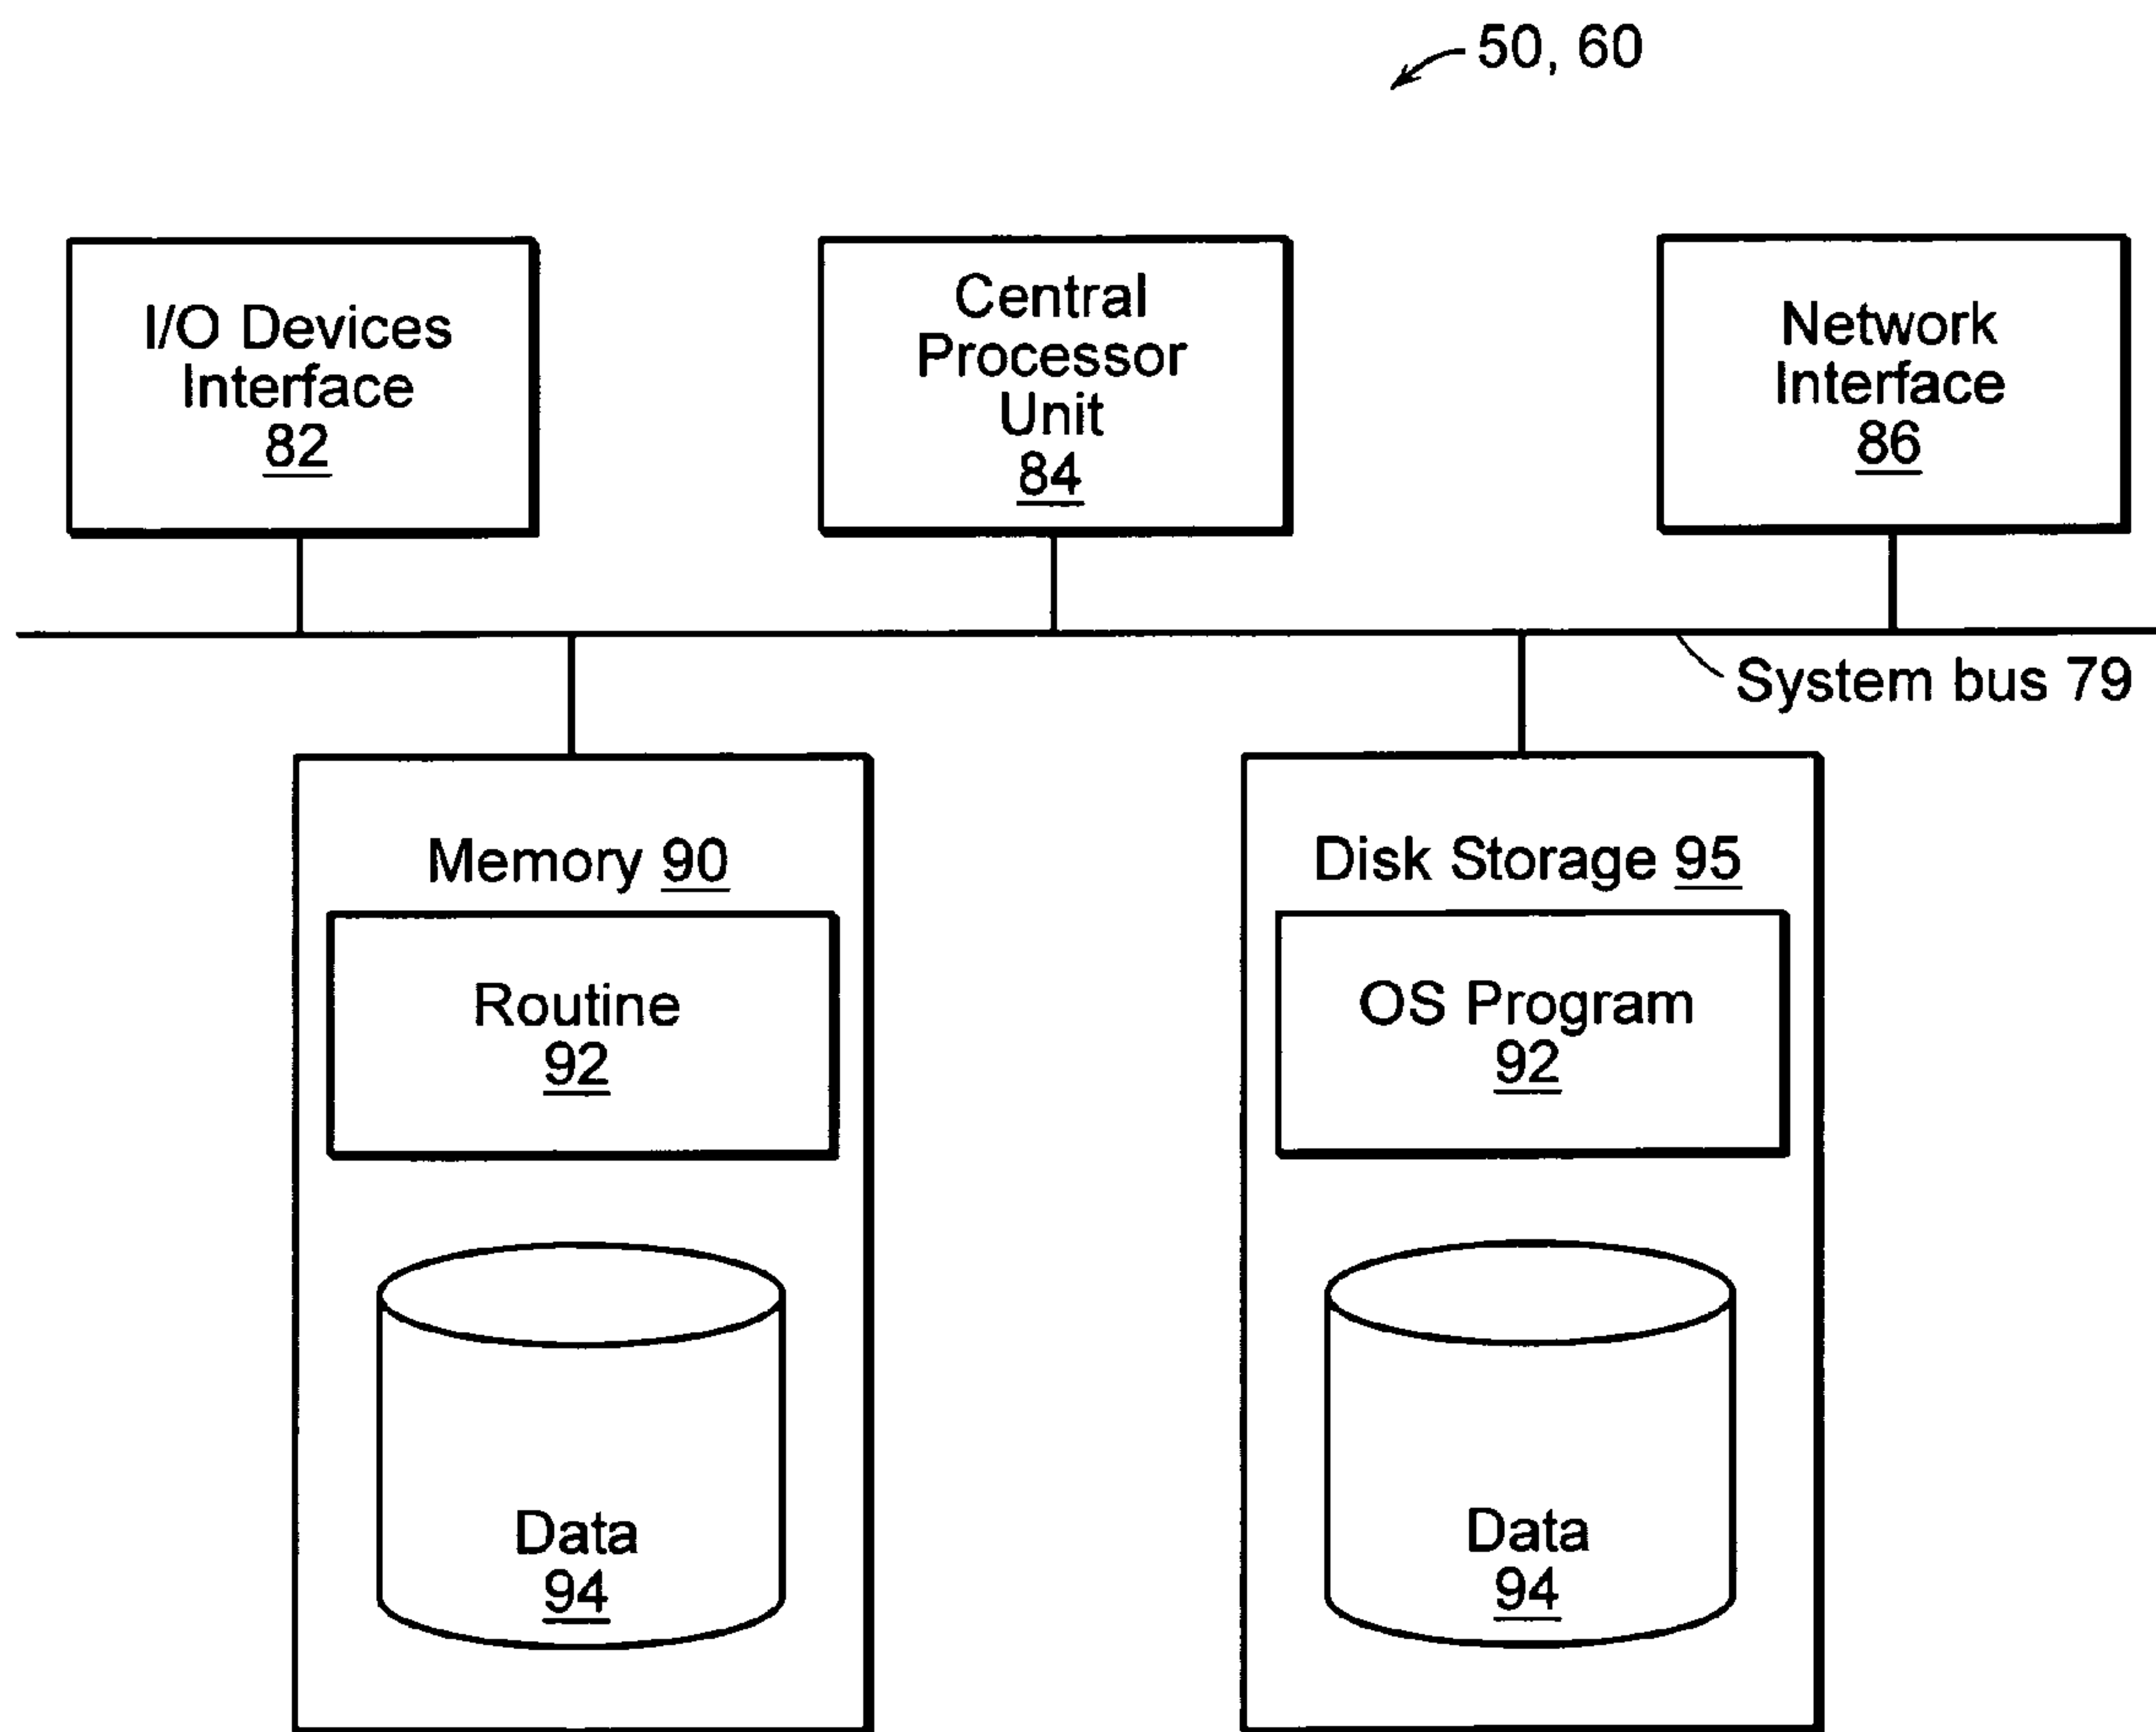 50, 60
I/O Devices
Interface
82
Central
Processor
Unit
84
Network
Interface
86
System bus 79
Memory 90
Routine
92
Data
94
Disk Storage 95
OS Program
92
Data
94